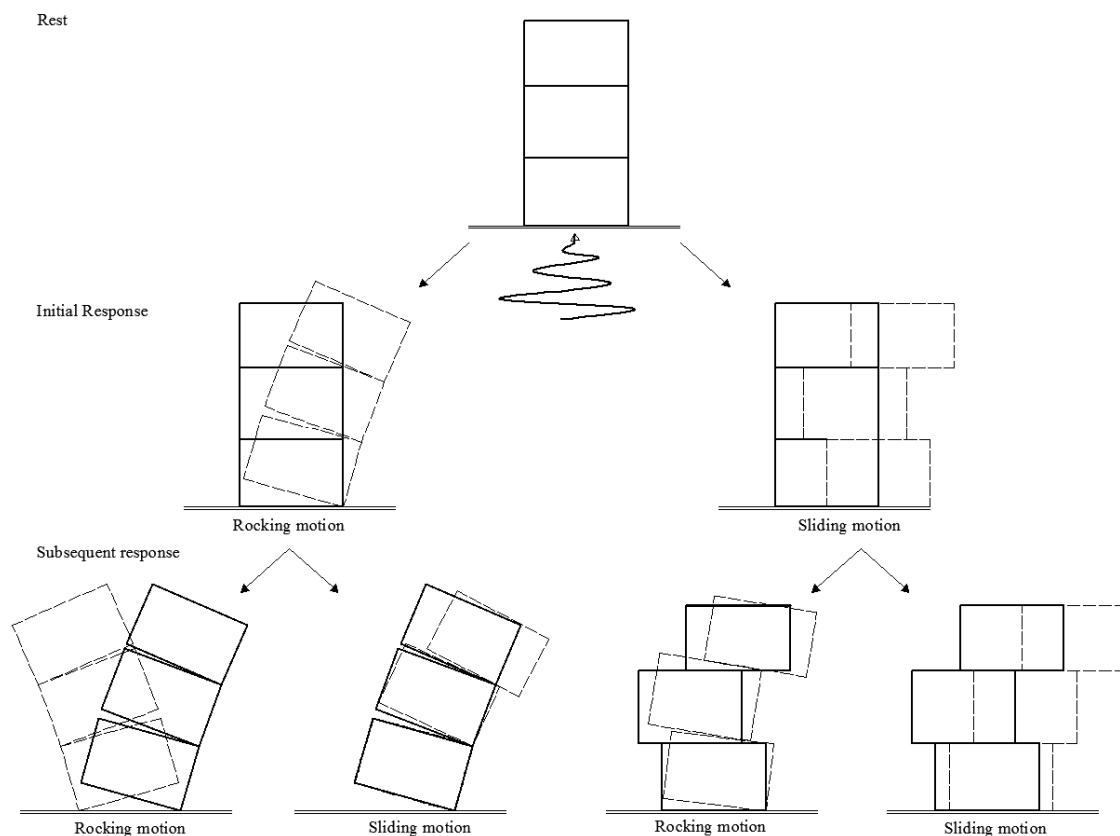 Rest
Initial Response
Rocking motion
Sliding motion
Subsequent response
Rocking motion
Sliding motion
Rocking motion
Sliding motion